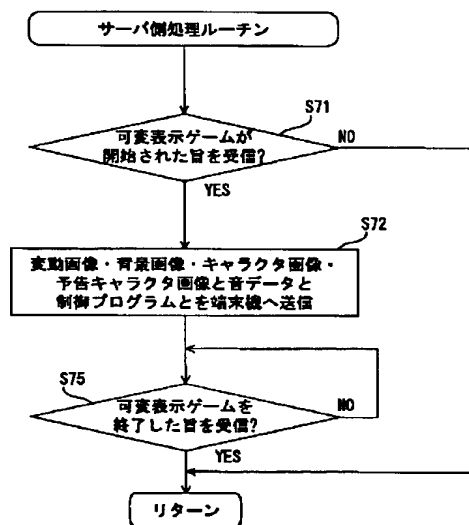 サーバ側処理ルーチン
S71
可変表示ゲームが
開始された旨を受信?
NO
YES
S72
変動画像・背景画像・キャラクタ画像・
予告キャラクタ画像と音データと
制御プログラムとを端末機へ送信
S75
可変表示ゲームを
終了した旨を受信?
NO
YES
リターン